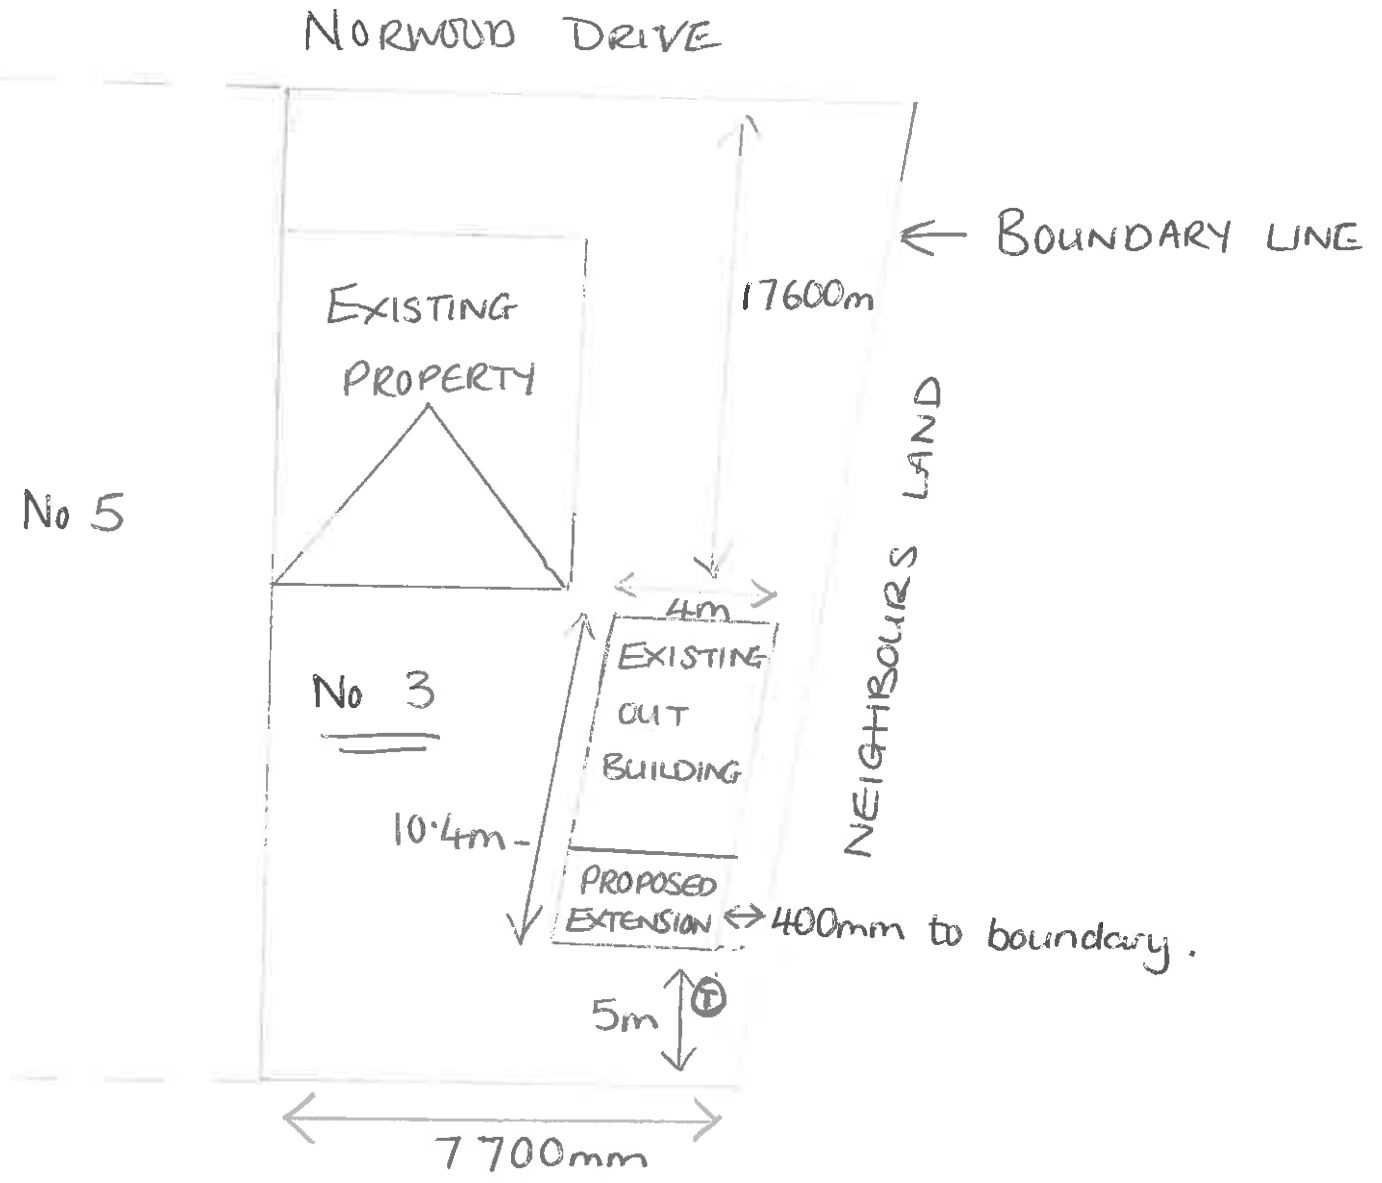 NORWOOD DRIVE
BOUNDARY LINE
17600m
EXISTING
PROPERTY
NEIGHBOURS LAND
No 5
4m
EXISTING
OUT
BUILDING
No 3
10.4m
PROPOSED
EXTENSION
400mm to boundary.
5m
T
7700mm